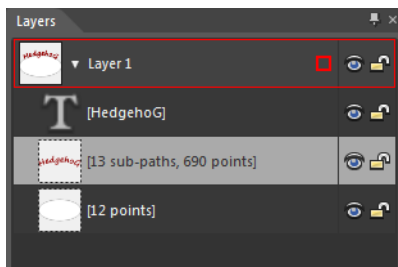 Layers
HedgehoG
Layer 1
T
[HedgehoG]
HedgehoG
[13 sub-paths, 690 points]
[12 points]